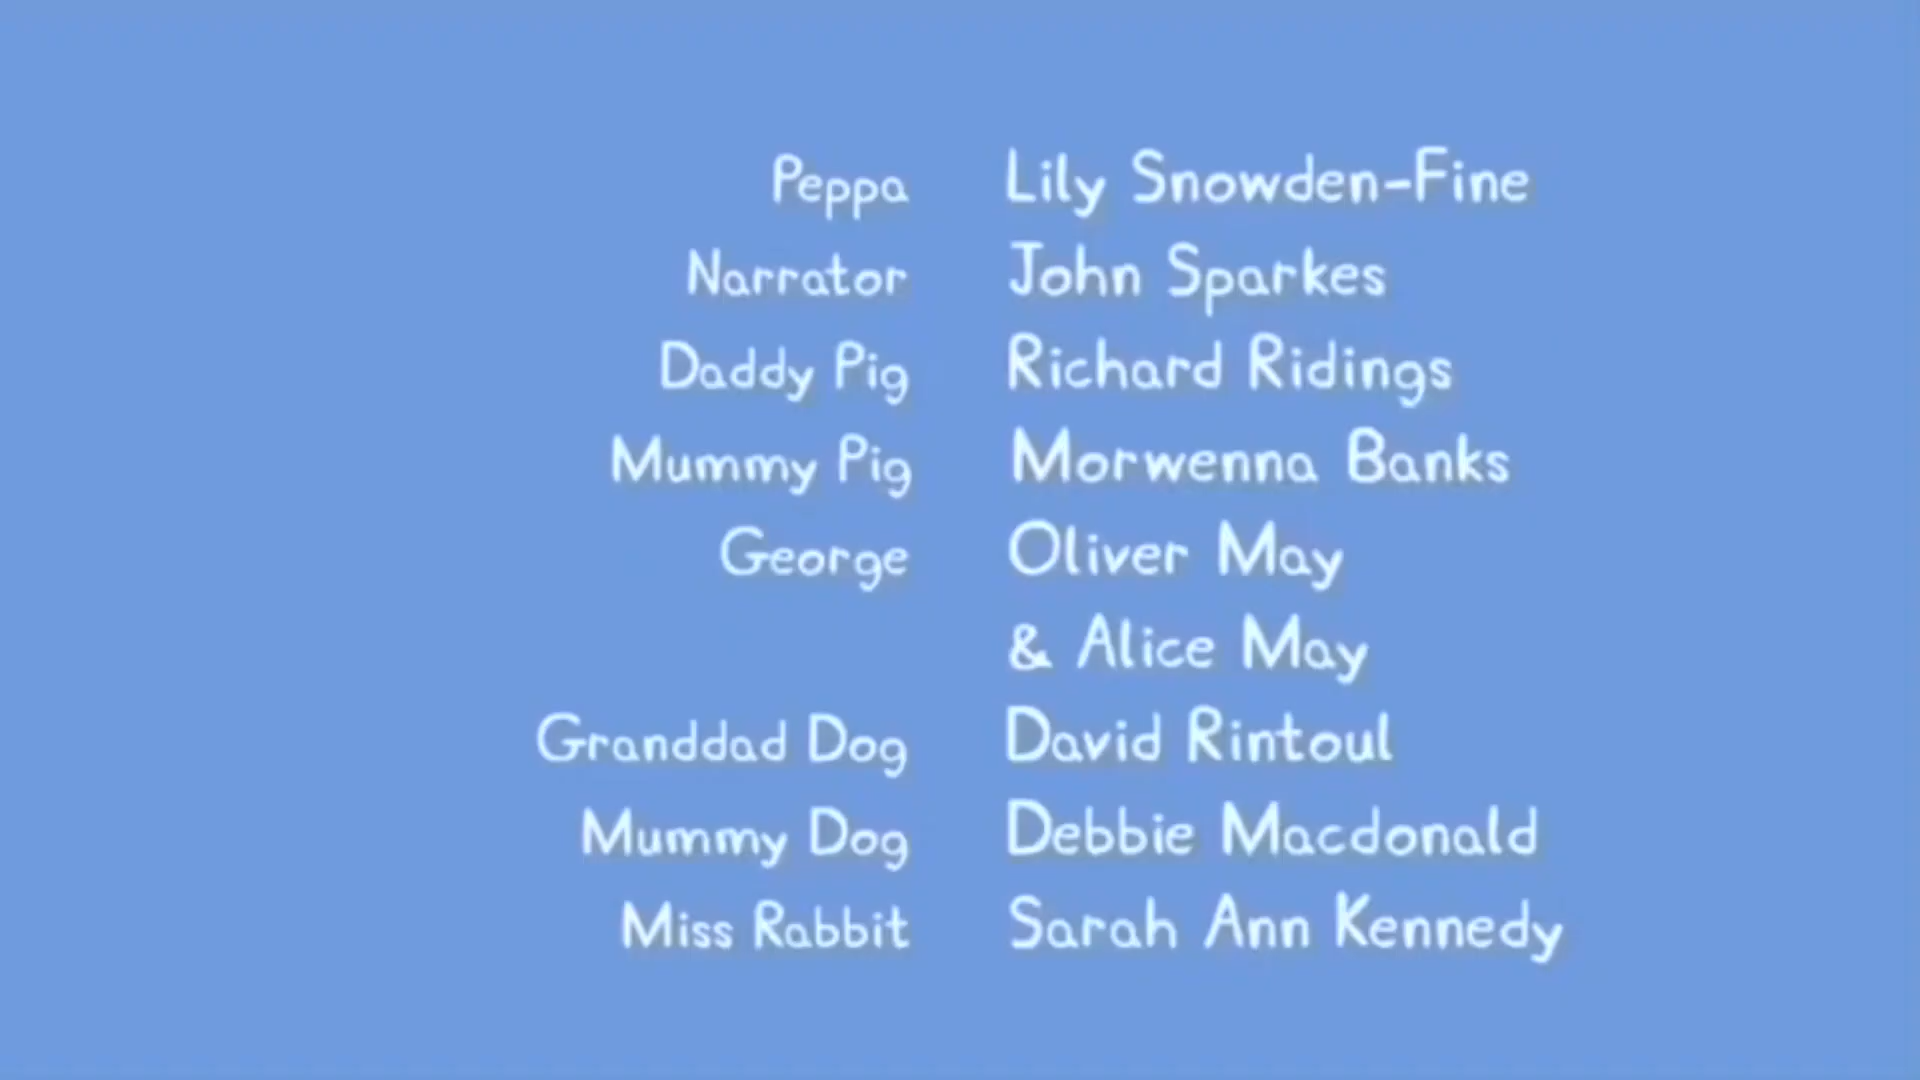 Peppa Lily Snowden-Fine
Narrator John Sparkes
Daddy Pig Richard Ridings
Mummy Pig Morwenna Banks
George Oliver May
& Alice May
Granddad Dog David Rintoul
Mummy Dog Debbie Macdonald
Miss Rabbit Sarah Ann Kennedy